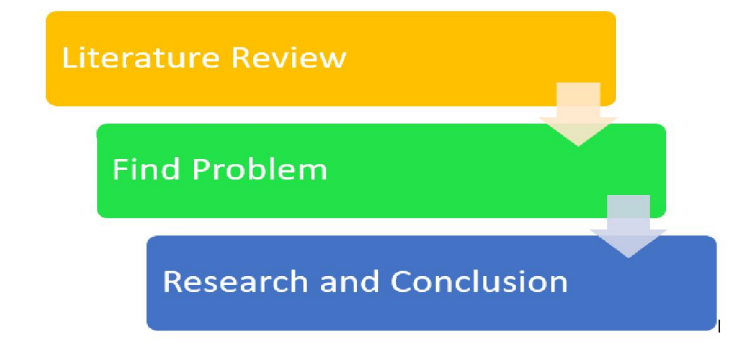 Literature Review
Find Problem
Research and Conclusion